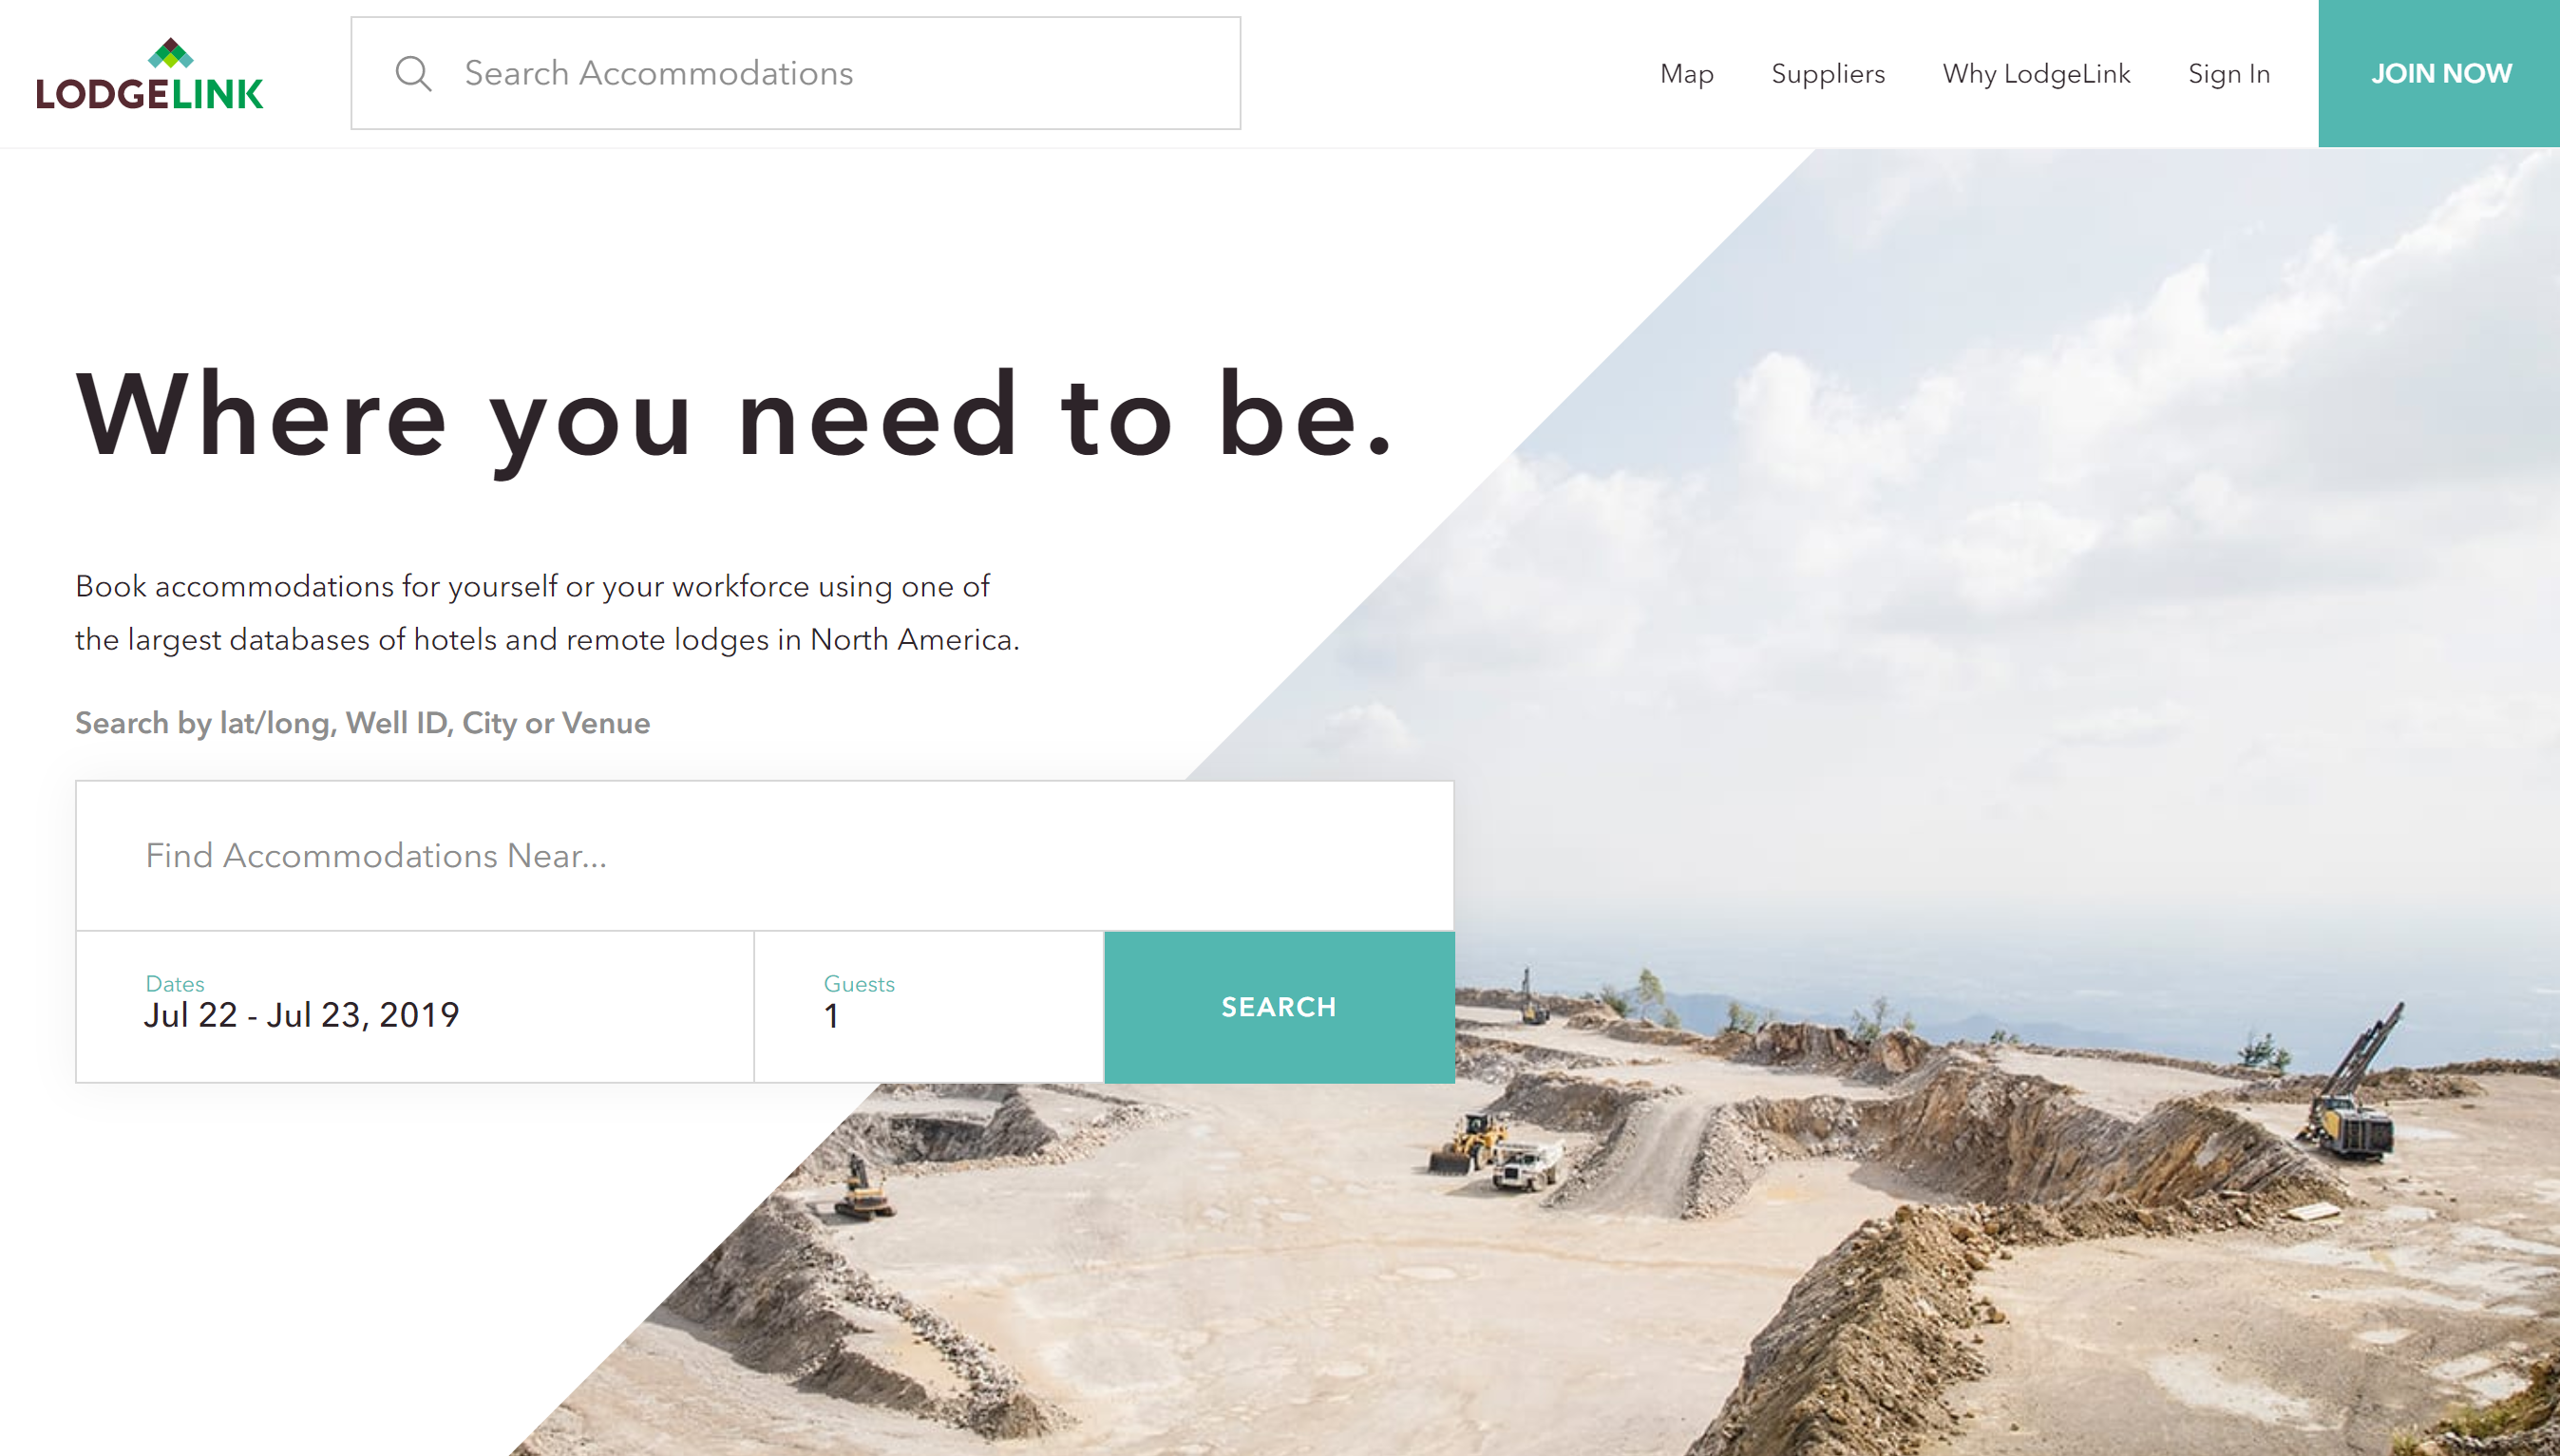 LODGELINK
Search Accommodations
Map
Suppliers
Why LodgeLink
Sign In
JOIN NOW
Where you need to be.
Book accommodations for yourself or your workforce using one of
the largest databases of hotels and remote lodges in North America.
Search by lat/long, Well ID, City or Venue
Find Accommodations Near...
Dates
Jul 22 - Jul 23, 2019
Guests
1
SEARCH